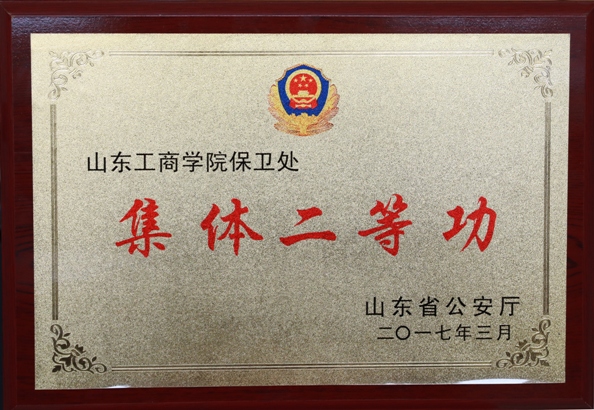 山东工商学院保卫处
集体二等功
山东省公安厅
二〇一七年三月